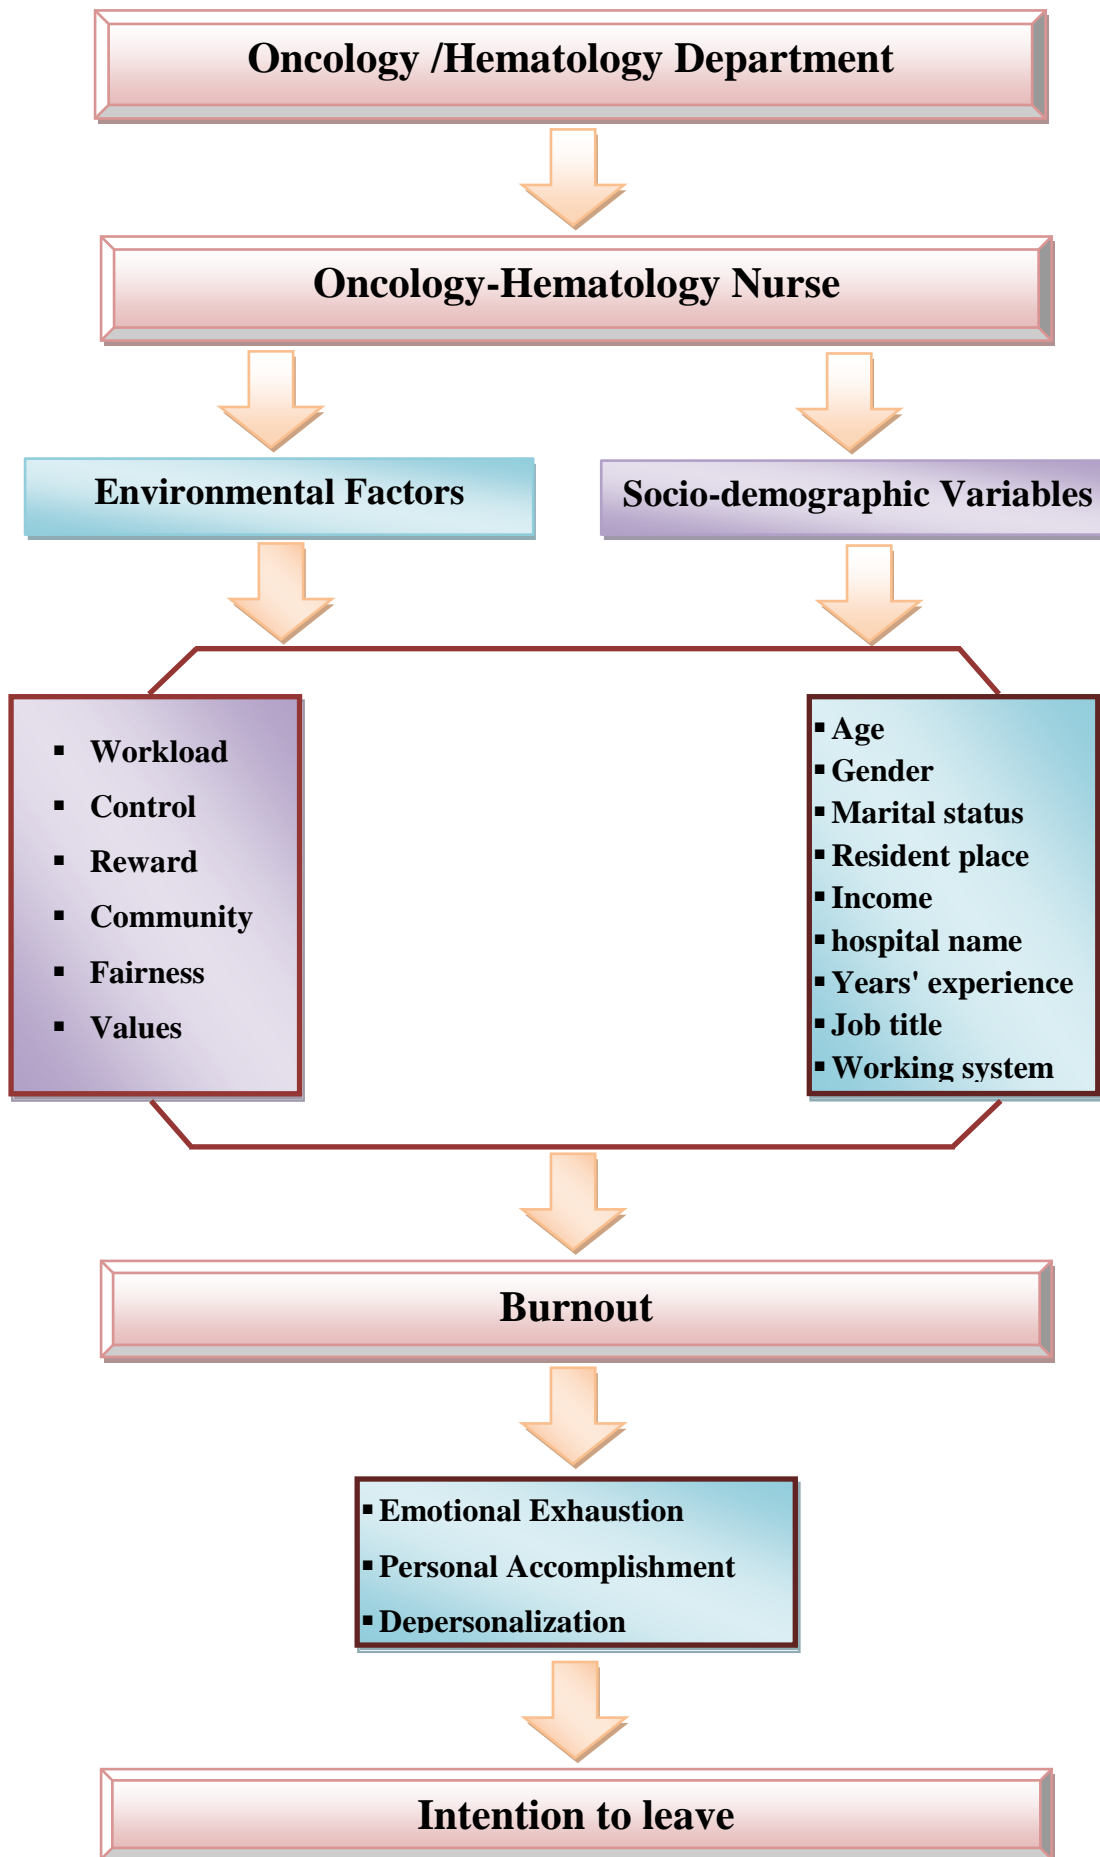 Oncology /Hematology Department
Oncology-Hematology Nurse
Environmental Factors
Socio-demographic Variables
▪ Workload
▪ Control
▪ Reward
▪ Community
▪ Fairness
▪ Values
▪ Age
▪ Gender
▪ Marital status
▪ Resident place
▪ Income
▪ hospital name
▪ Years' experience
▪ Job title
▪ Working system
Burnout
▪ Emotional Exhaustion
▪ Personal Accomplishment
▪ Depersonalization
Intention to leave